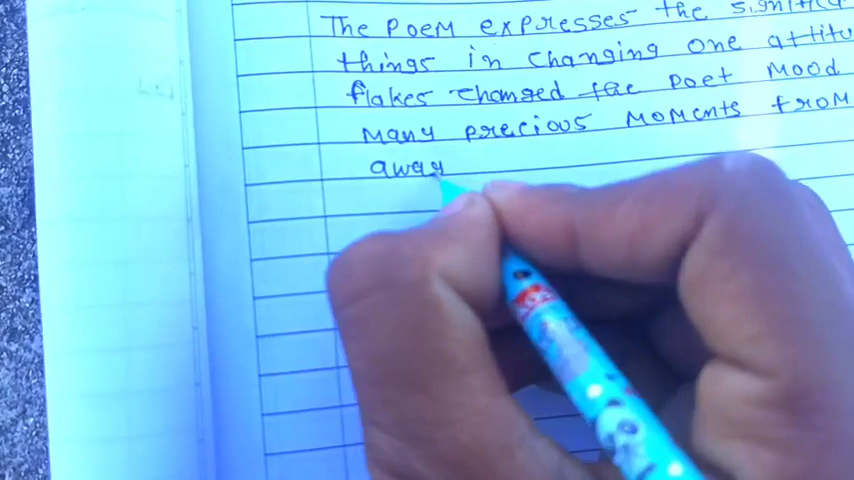 The Poem expresses the
things in changing one
flakes changed the Poet Mood
Many precious Moments from
away